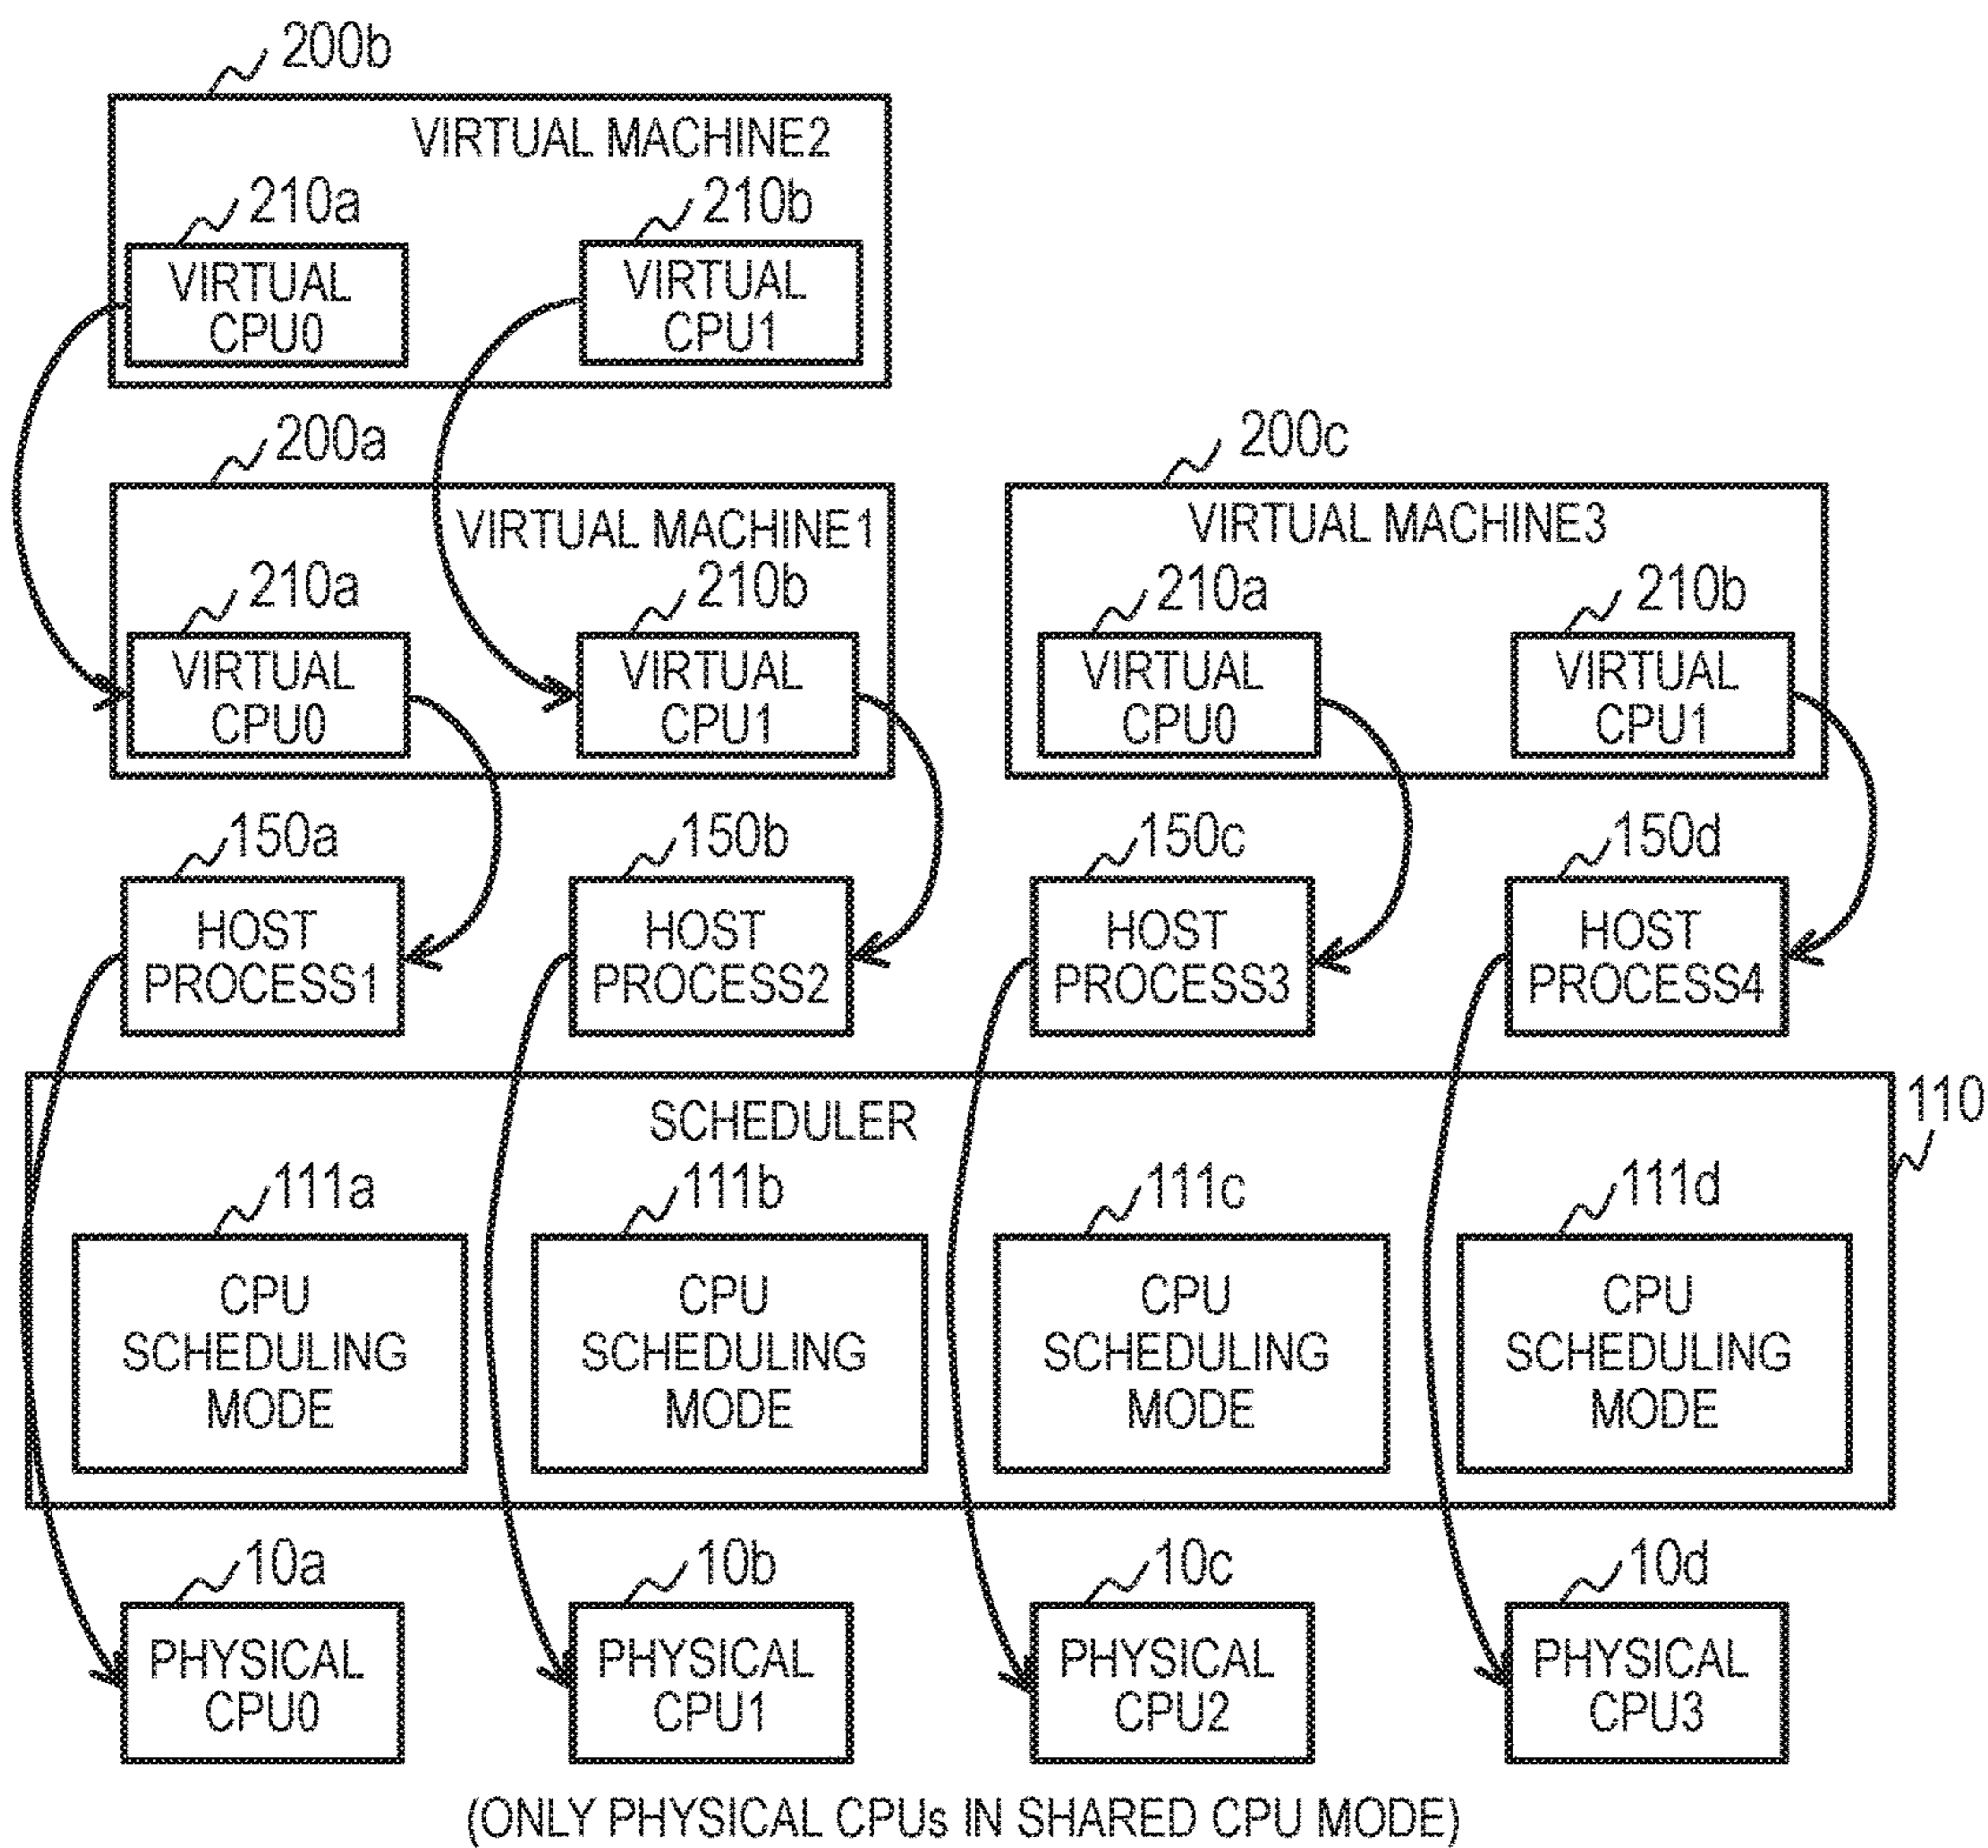 200b
VIRTUAL MACHINE2
210a
210b
VIRTUAL
CPU0
VIRTUAL
CPU1
200a
200c
VIRTUAL MACHINE1
VIRTUAL MACHINE3
210a
210b
210a
210b
VIRTUAL
CPU0
VIRTUAL
CPU1
VIRTUAL
CPU0
VIRTUAL
CPU1
150a
150b
150c
150d
HOST
PROCESS1
HOST
PROCESS2
HOST
PROCESS3
HOST
PROCESS4
110
SCHEDULER
111a
111b
111c
111d
CPU
SCHEDULING
MODE
CPU
SCHEDULING
MODE
CPU
SCHEDULING
MODE
CPU
SCHEDULING
MODE
10a
10b
10c
10d
PHYSICAL
CPU0
PHYSICAL
CPU1
PHYSICAL
CPU2
PHYSICAL
CPU3
(ONLY PHYSICAL CPUs IN SHARED CPU MODE)